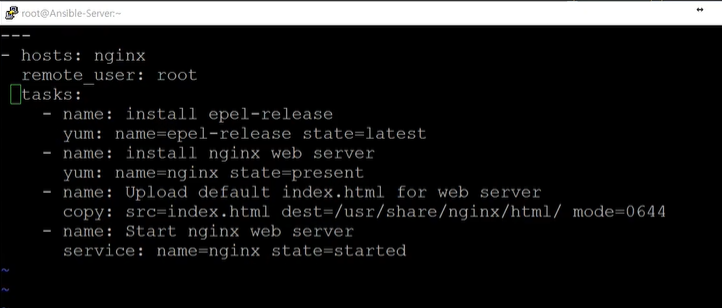 root@Ansible-Server:~
---
- hosts: nginx
  remote_user: root
  tasks:
    - name: install epel-release
      yum: name=epel-release state=latest
    - name: install nginx web server
      yum: name=nginx state=present
    - name: Upload default index.html for web server
      copy: src=index.html dest=/usr/share/nginx/html/ mode=0644
    - name: Start nginx web server
      service: name=nginx state=started
~
~